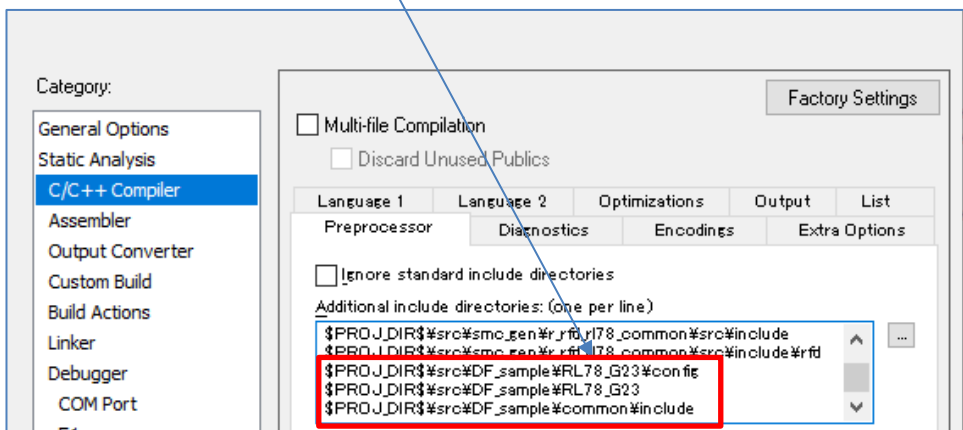 Category:
Factory Settings
General Options
Static Analysis
C/C++ Compiler
Assembler
Output Converter
Custom Build
Build Actions
Linker
Debugger
COM Port
Multi-file Compilation
Discard Unused Publics
Language 1 Language 2 Optimizations Output List
Preprocessor Diagnostics Encodings Extra Options
Ignore standard include directories
Additional include directories: (one per line)
$PROJ_DIR$¥src¥smc_gen¥r_rfd_rl78_common¥src¥include
$PROJ_DIR$¥src¥smc_gen¥r_rfd_rl78_common¥src¥include¥rfd
$PROJ_DIR$¥src¥DF_sample¥RL78_G23¥config
$PROJ_DIR$¥src¥DF_sample¥RL78_G23
$PROJ_DIR$¥src¥DF_sample¥common¥include
...